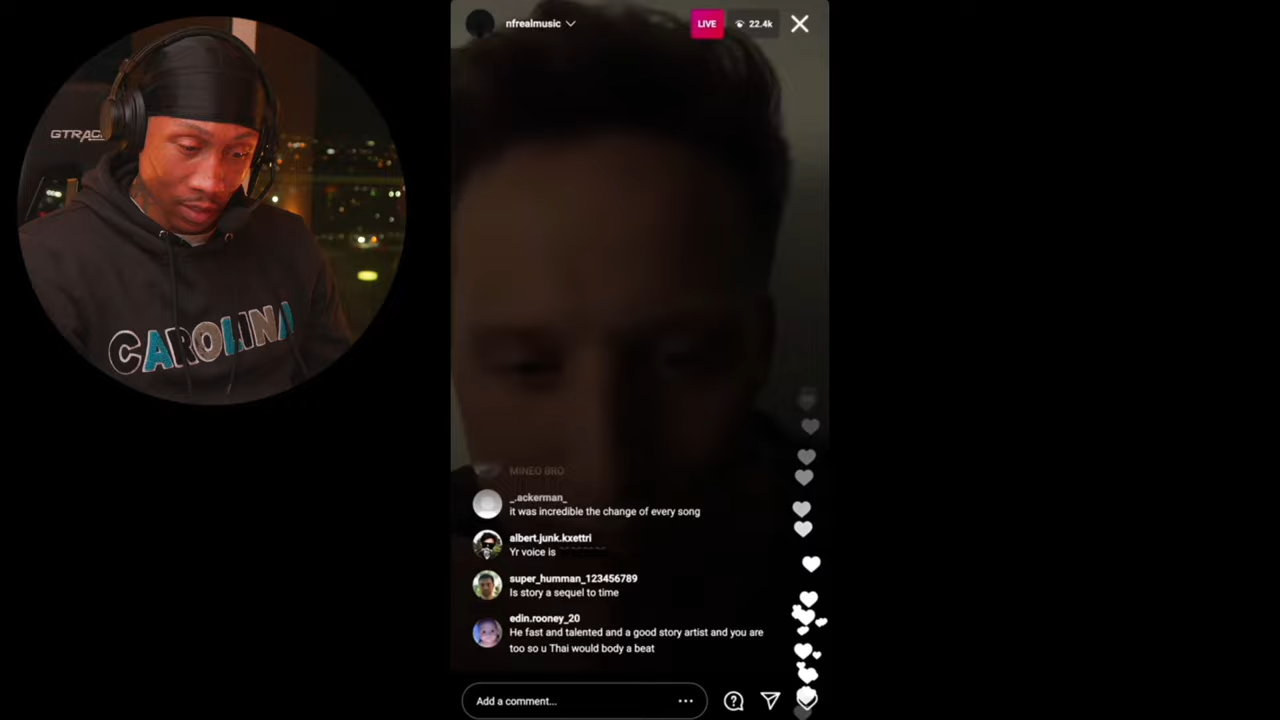 nfrealmusic
LIVE
22.4k
GTRAC
CAROLINA
MINEO BRO
_.ackerman_
it was incredible the change of every song
albert.junk.kxettri
Yr voice is
super_humman_123456789
Is story a sequel to time
edin.rooney_20
He fast and talented and a good story artist and you are
too so u Thai would body a beat
Add a comment...